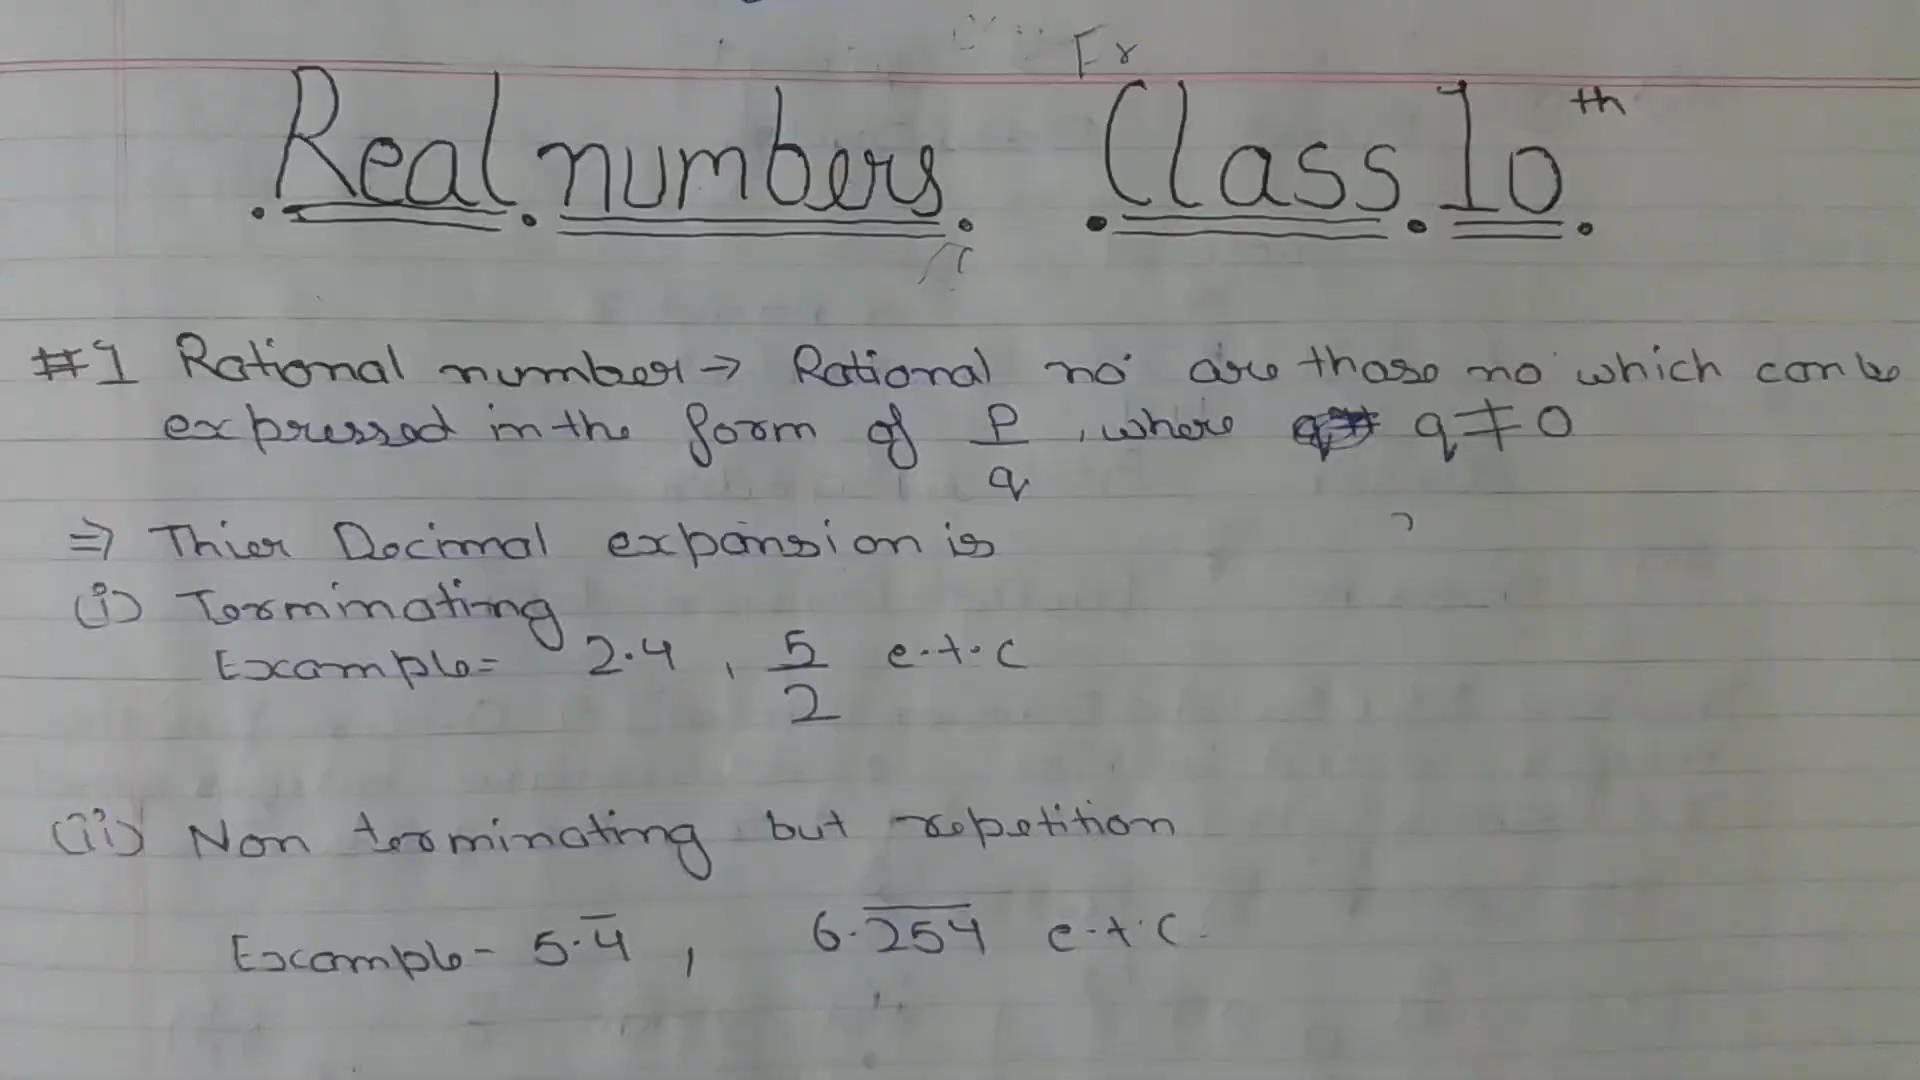 Fr
Real numbers Class 10th
#1 Rational number → Rational no. are those no. which can be
expressed in the form of p/q, where q ≠ 0
⇒ Thier Decimal expansion is
(i) Terminating
Example = 2.4, 5/2 e.t.c
(ii) Non terminating but repetition
Example - 5.4̅, 6.2̅5̅4̅ e.t.c.